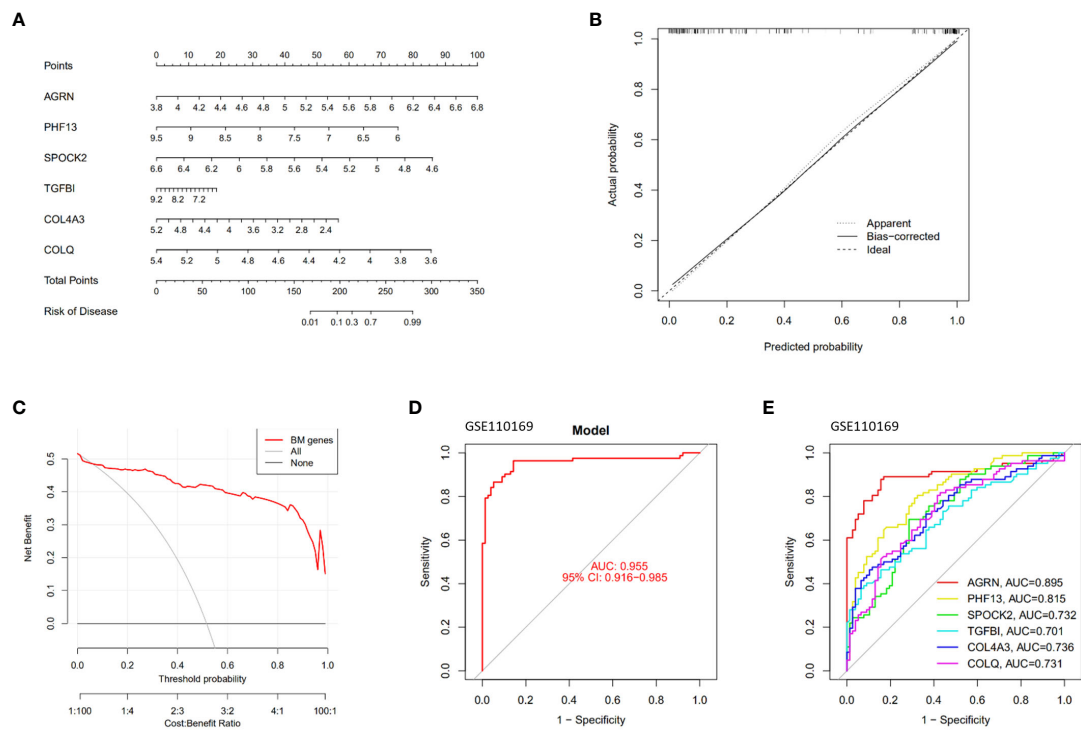 A
Points
0 10 20 30 40 50 60 70 80 90 100
AGRN
3.8 4 4.2 4.4 4.6 4.8 5 5.2 5.4 5.6 5.8 6 6.2 6.4 6.6 6.8
PHF13
9.5 9 8.5 8 7.5 7 6.5 6
SPOCK2
6.6 6.4 6.2 6 5.8 5.6 5.4 5.2 5 4.8 4.6
TGFBI
9.2 8.2 7.2
COL4A3
5.2 4.8 4.4 4 3.6 3.2 2.8 2.4
COLQ
5.4 5.2 5 4.8 4.6 4.4 4.2 4 3.8 3.6
Total Points
0 50 100 150 200 250 300 350
Risk of Disease
0.01 0.1 0.3 0.7 0.99
B
Actual probability
1.0
0.8
0.6
0.4
0.2
0.0
Apparent
Bias−corrected
Ideal
0.0 0.2 0.4 0.6 0.8 1.0
Predicted probability
C
Net Benefit
0.5
0.4
0.3
0.2
0.1
0.0
BM genes
All
None
0.0 0.2 0.4 0.6 0.8 1.0
Threshold probability
1:100 1:4 2:3 3:2 4:1 100:1
Cost:Benefit Ratio
D
GSE110169
Model
Sensitivity
1.0
0.8
0.6
0.4
0.2
0.0
AUC: 0.955
95% CI: 0.916−0.985
0.0 0.2 0.4 0.6 0.8 1.0
1 − Specificity
E
GSE110169
Sensitivity
1.0
0.8
0.6
0.4
0.2
0.0
AGRN, AUC=0.895
PHF13, AUC=0.815
SPOCK2, AUC=0.732
TGFBI, AUC=0.701
COL4A3, AUC=0.736
COLQ, AUC=0.731
0.0 0.2 0.4 0.6 0.8 1.0
1 − Specificity